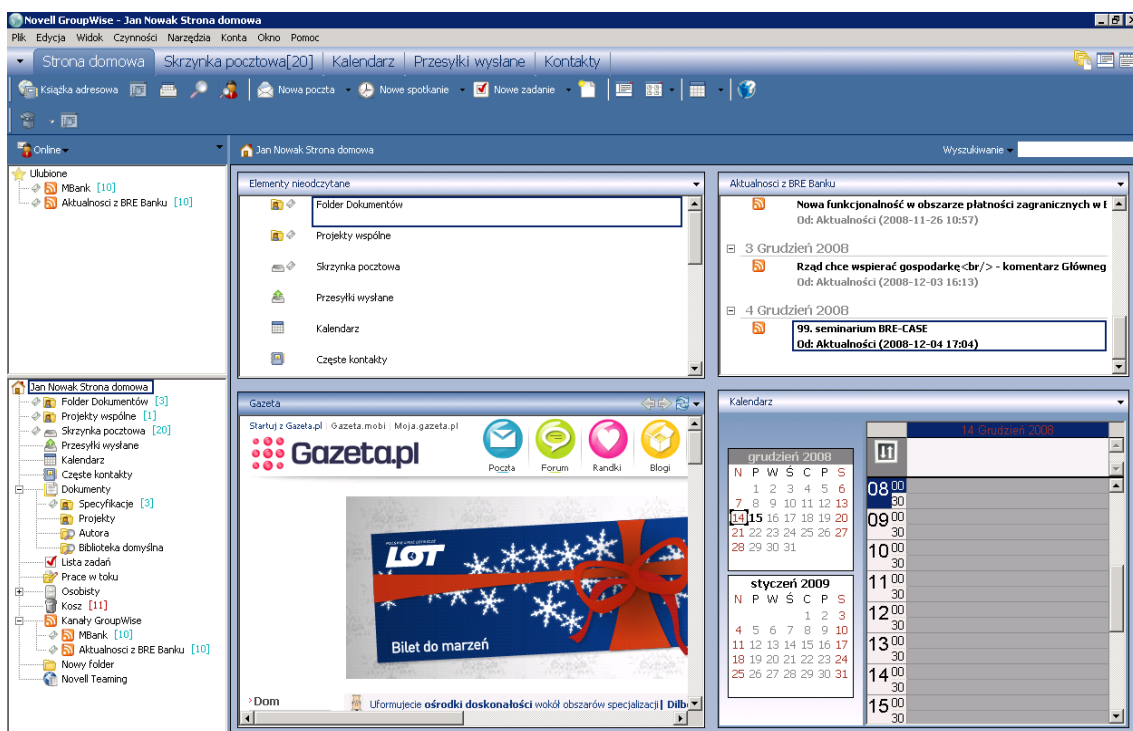 Novell GroupWise - Jan Nowak Strona domowa
Plik Edycja Widok Czynności Narzędzia Konta Okno Pomoc
Strona domowa Skrzynka pocztowa[20] Kalendarz Przesyłki wysłane Kontakty
Książka adresowa Nowa poczta Nowe spotkanie Nowe zadanie
Online
Jan Nowak Strona domowa
Wyszukiwanie
Ulubione
MBank [10]
Aktualnosci z BRE Banku [10]
Jan Nowak Strona domowa
Folder Dokumentów [3]
Projekty wspólne [1]
Skrzynka pocztowa [20]
Przesyłki wysłane
Kalendarz
Częste kontakty
Dokumenty
Specyfikacje [3]
Projekty
Autora
Biblioteka domyślna
Lista zadań
Prace w toku
Osobisty
Kosz [11]
Kanały GroupWise
MBank [10]
Aktualnosci z BRE Banku [10]
Nowy folder
Novell Teaming
Elementy nieodczytane
Folder Dokumentów
Projekty wspólne
Skrzynka pocztowa
Przesyłki wysłane
Kalendarz
Częste kontakty
Aktualnosci z BRE Banku
Nowa funkcjonalność w obszarze płatności zagranicznych w
Od: Aktualności (2008-11-26 10:57)
3 Grudzień 2008
Rząd chce wspierać gospodarkę<br/> - komentarz Główneg
Od: Aktualności (2008-12-03 16:13)
4 Grudzień 2008
99. seminarium BRE-CASE
Od: Aktualności (2008-12-04 17:04)
Gazeta
Startuj z Gazeta.pl Gazeta.mobi Moja.gazeta.pl
Gazeta.pl
Poczta Forum Randki Blogi
LOT
Bilet do marzeń
Dom
Uformujecie ośrodki doskonałości wokół obszarów specjalizacji| Dilb
Kalendarz
grudzień 2008
N P W Ś C P S
1 2 3 4 5 6
7 8 9 10 11 12 13
14 15 16 17 18 19 20
21 22 23 24 25 26 27
28 29 30 31
styczeń 2009
N P W Ś C P S
1 2 3
4 5 6 7 8 9 10
11 12 13 14 15 16 17
18 19 20 21 22 23 24
25 26 27 28 29 30 31
14 Grudzień 2008
08 00
30
09 00
30
10 00
30
11 00
30
12 00
30
13 00
30
14 00
30
15 00
30